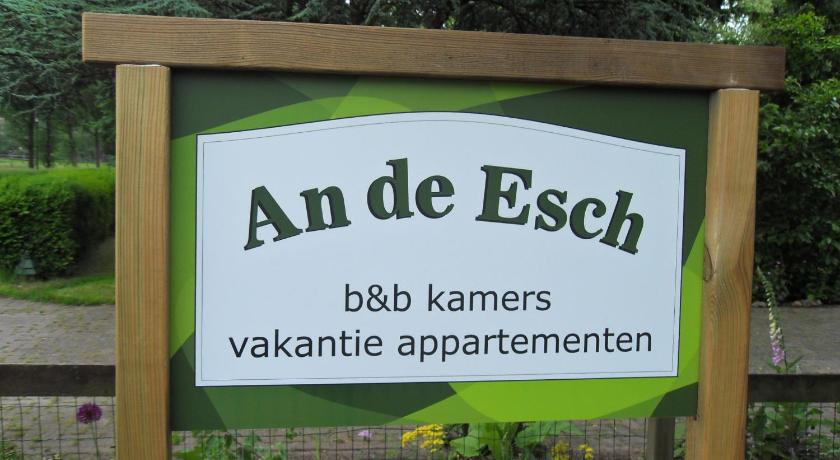 An de Esch
b&b kamers
vakantie appartementen